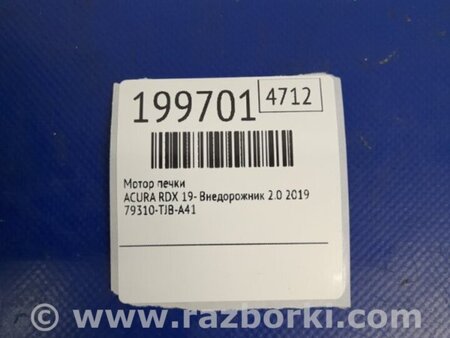 199701 4712
Мотор печки
ACURA RDX 19- Внедорожник 2.0 2019
79310-TJB-A41
© www.razborki.com